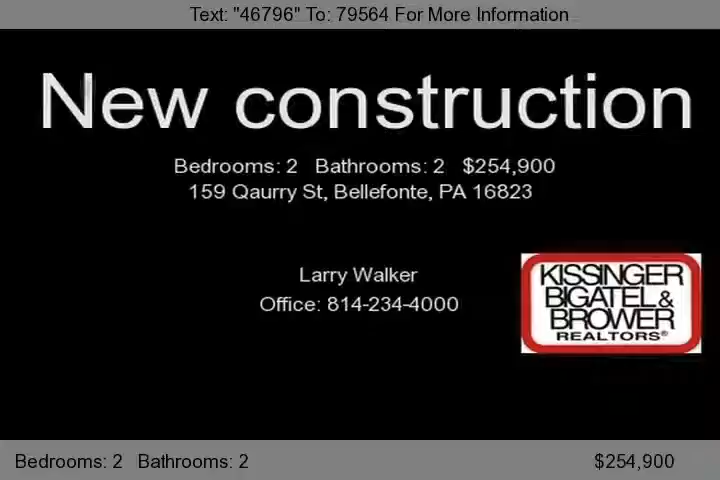 Text: "46796" To: 79564 For More Information
New construction
Bedrooms: 2 Bathrooms: 2 $254,900
159 Qaurry St, Bellefonte, PA 16823
Larry Walker
Office: 814-234-4000
KISSINGER
BIGATEL &
BROWER
REALTORS®
Bedrooms: 2 Bathrooms: 2 $254,900